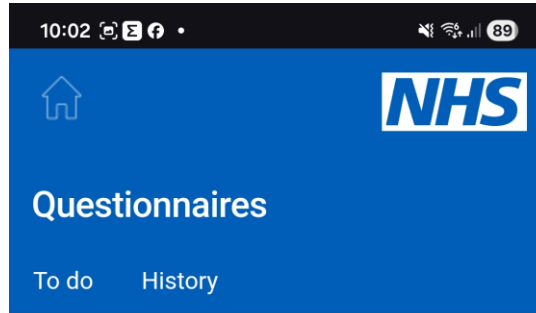 10:02 Σ • 89
NHS
Questionnaires
To do History